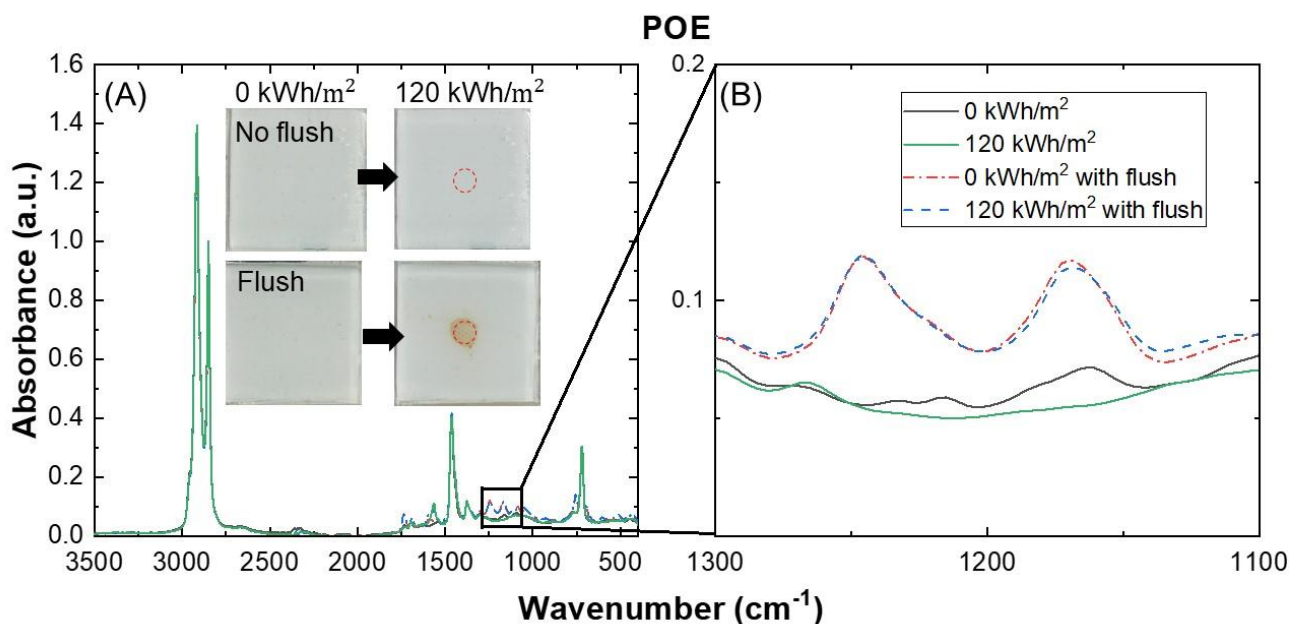 POE
(A)
0 kWh/m² 120 kWh/m²
No flush
Flush
Absorbance (a.u.)
1.6
1.4
1.2
1.0
0.8
0.6
0.4
0.2
0.0
3500 3000 2500 2000 1500 1000 500
(B)
0 kWh/m²
120 kWh/m²
0 kWh/m² with flush
120 kWh/m² with flush
0.2
0.1
1300 1200 1100
Wavenumber (cm⁻¹)